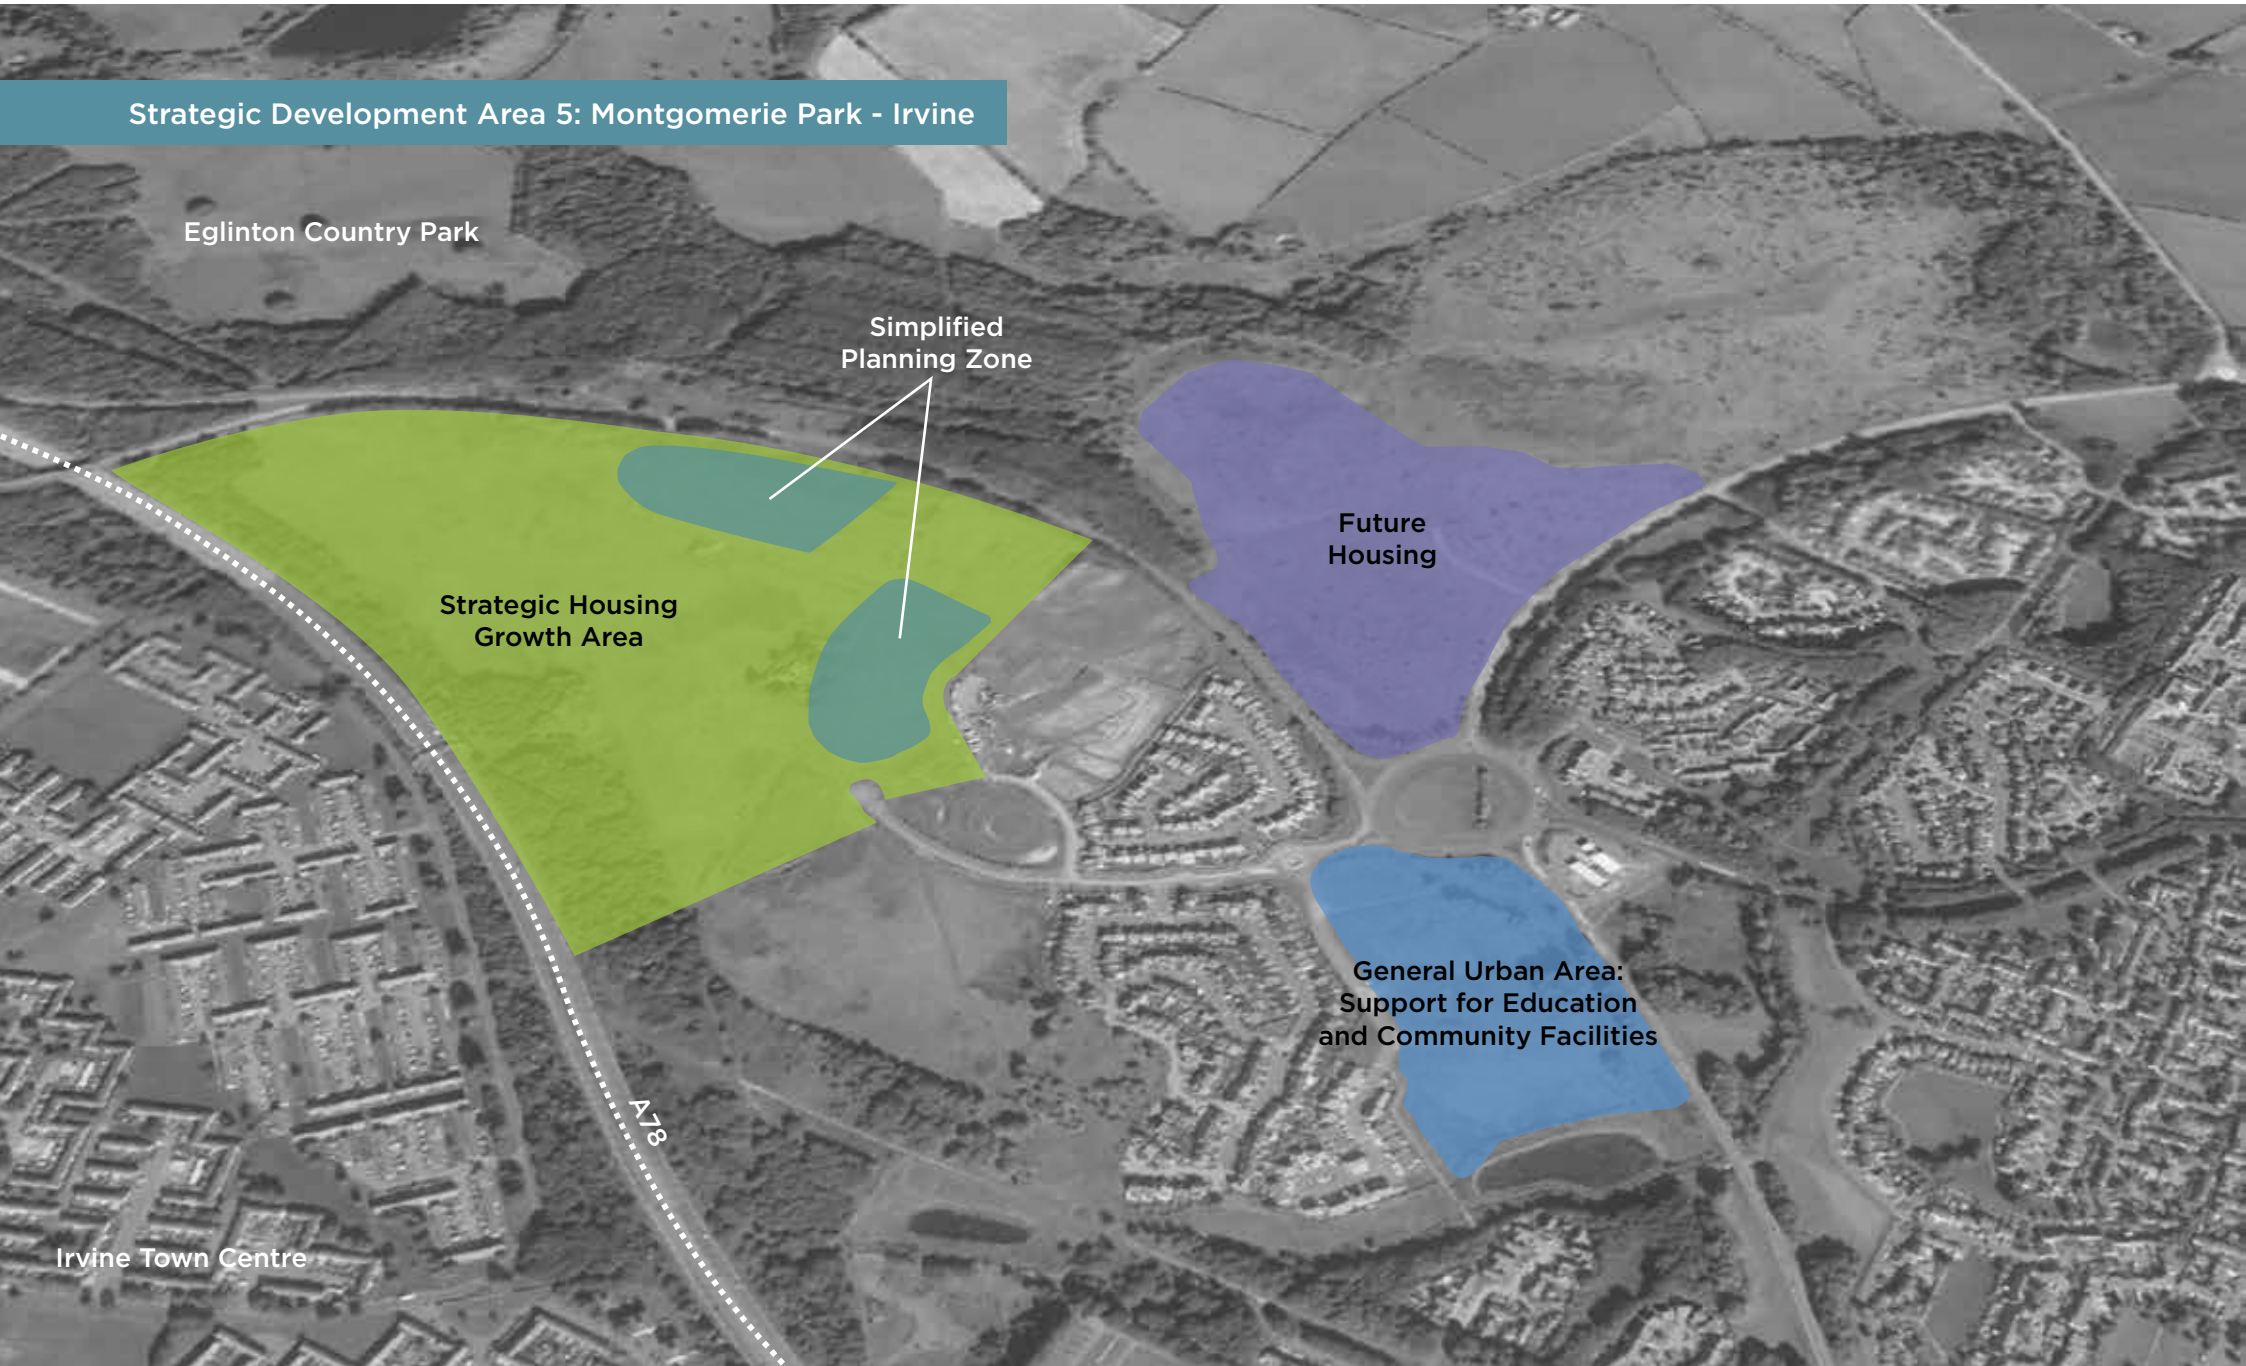 Strategic Development Area 5: Montgomerie Park - Irvine
Eglinton Country Park
Simplified
Planning Zone
Future
Housing
Strategic Housing
Growth Area
General Urban Area:
Support for Education
and Community Facilities
A78
Irvine Town Centre